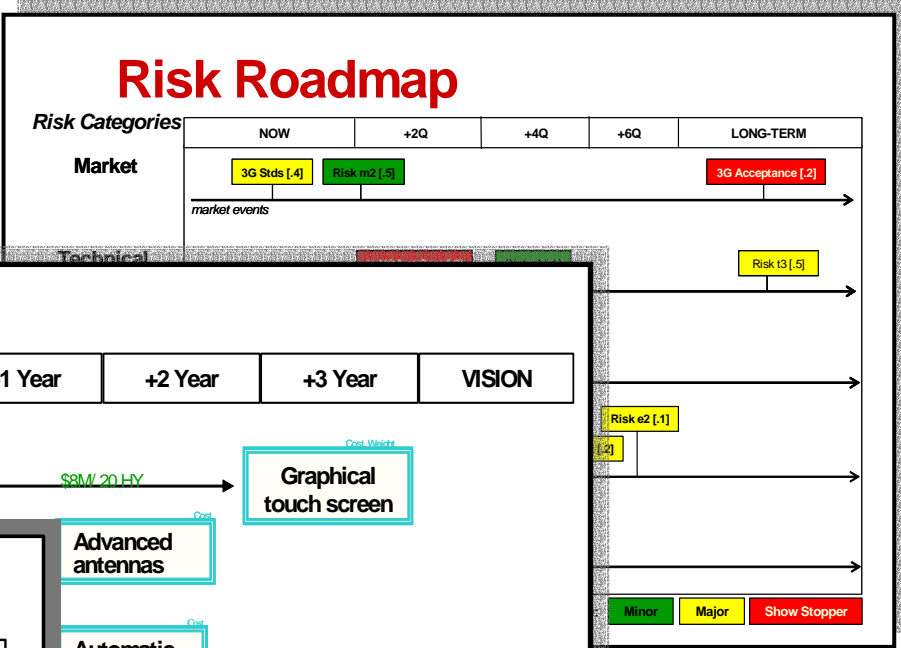 Risk Roadmap
Risk Categories
NOW
+2Q
+4Q
+6Q
LONG-TERM
Market
3G Stds [.4]
Risk m2 [.5]
3G Acceptance [.2]
market events
Technical
Risk t3 [.5]
1 Year
+2 Year
+3 Year
VISION
Risk e2 [.1]
.2]
Cost Weight
$8M/ 20 HY
Graphical
touch screen
Cost
Advanced
antennas
Cost
Automatic
Minor
Major
Show Stopper